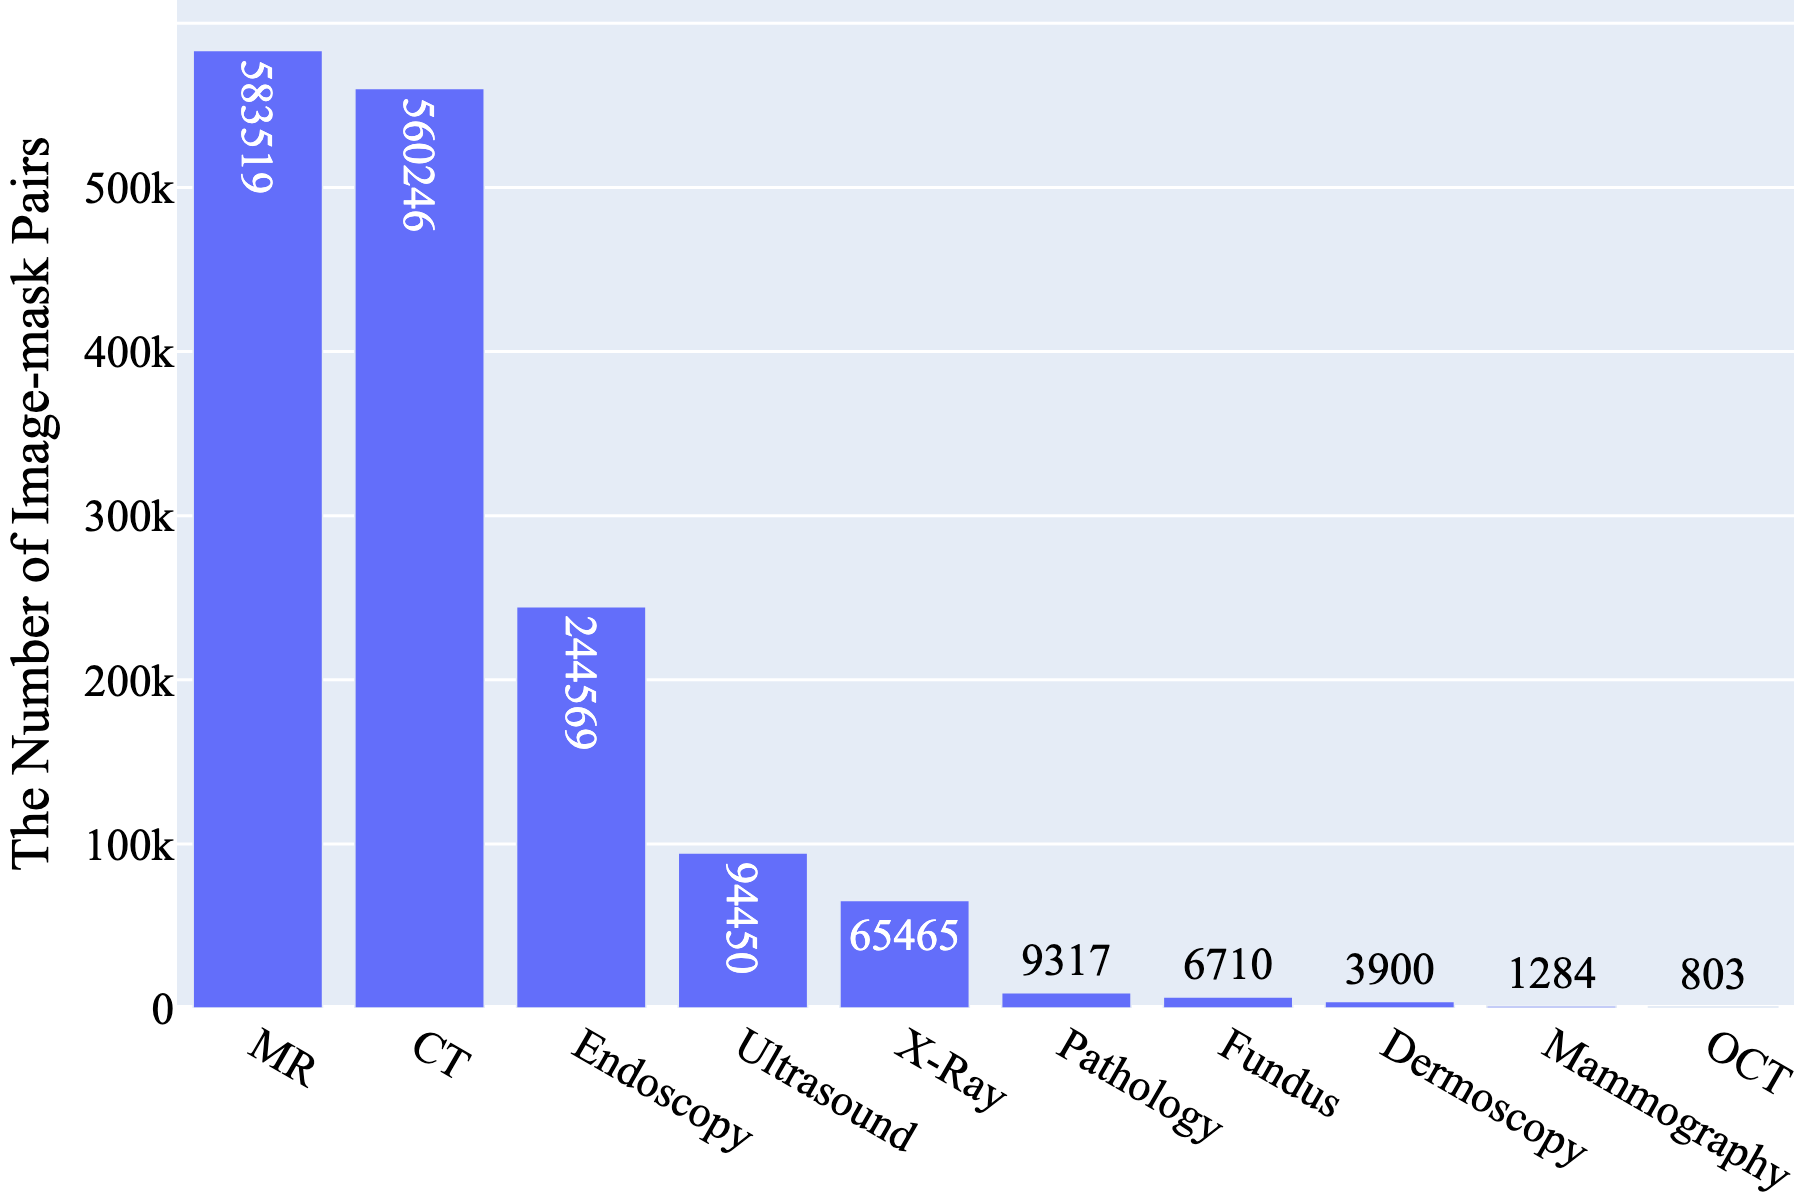 The Number of Image-mask Pairs
500k
400k
300k
200k
100k
0
583519
560246
244569
94450
65465
9317
6710
3900
1284
803
MR
CT
Endoscopy
Ultrasound
X-Ray
Pathology
Fundus
Dermoscopy
Mammography
OCT